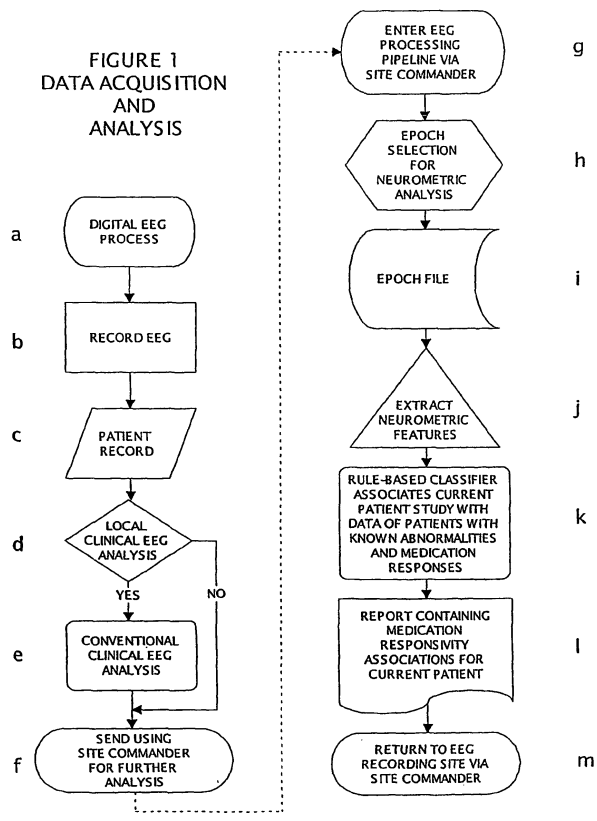 FIGURE 1
DATA ACQUISITION
AND
ANALYSIS
a
DIGITAL EEG
PROCESS
b
RECORD EEG
c
PATIENT
RECORD
d
LOCAL
CLINICAL EEG
ANALYSIS
YES
NO
e
CONVENTIONAL
CLINICAL EEG
ANALYSIS
f
SEND USING
SITE COMMANDER
FOR FURTHER
ANALYSIS
ENTER EEG
PROCESSING
PIPELINE VIA
SITE COMMANDER
g
EPOCH
SELECTION
FOR
NEUROMETRIC
ANALYSIS
h
EPOCH FILE
i
EXTRACT
NEUROMETRIC
FEATURES
j
RULE-BASED CLASSIFIER
ASSOCIATES CURRENT
PATIENT STUDY WITH
DATA OF PATIENTS WITH
KNOWN ABNORMALITIES
AND MEDICATION
RESPONSES
k
REPORT CONTAINING
MEDICATION
RESPONSIVITY
ASSOCIATIONS FOR
CURRENT PATIENT
l
RETURN TO EEG
RECORDING SITE VIA
SITE COMMANDER
m